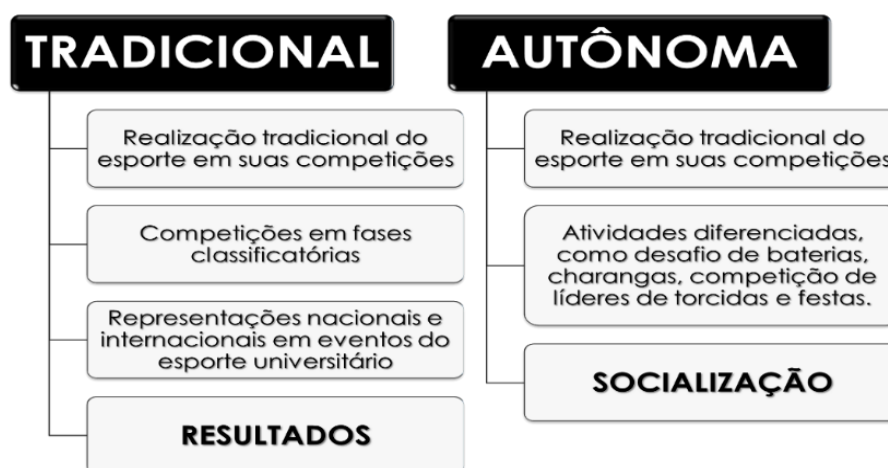 TRADICIONAL
Realização tradicional do
esporte em suas competições
Competições em fases
classificatórias
Representações nacionais e
internacionais em eventos do
esporte universitário
RESULTADOS
AUTÔNOMA
Realização tradicional do
esporte em suas competições
Atividades diferenciadas,
como desafio de baterias,
charangas, competição de
líderes de torcidas e festas.
SOCIALIZAÇÃO